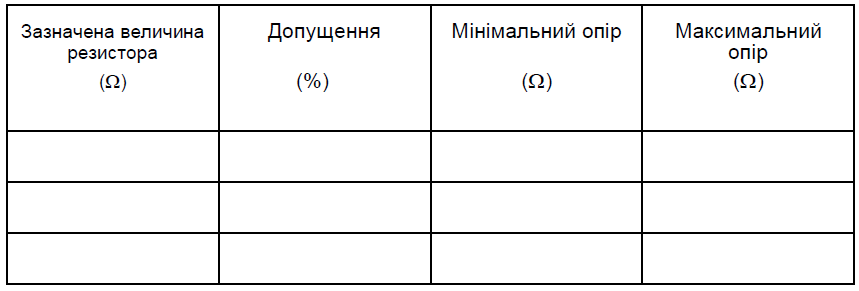 Зазначена величина
резистора
(Ω)
Допущення
(%)
Мінімальний опір
(Ω)
Максимальний
опір
(Ω)